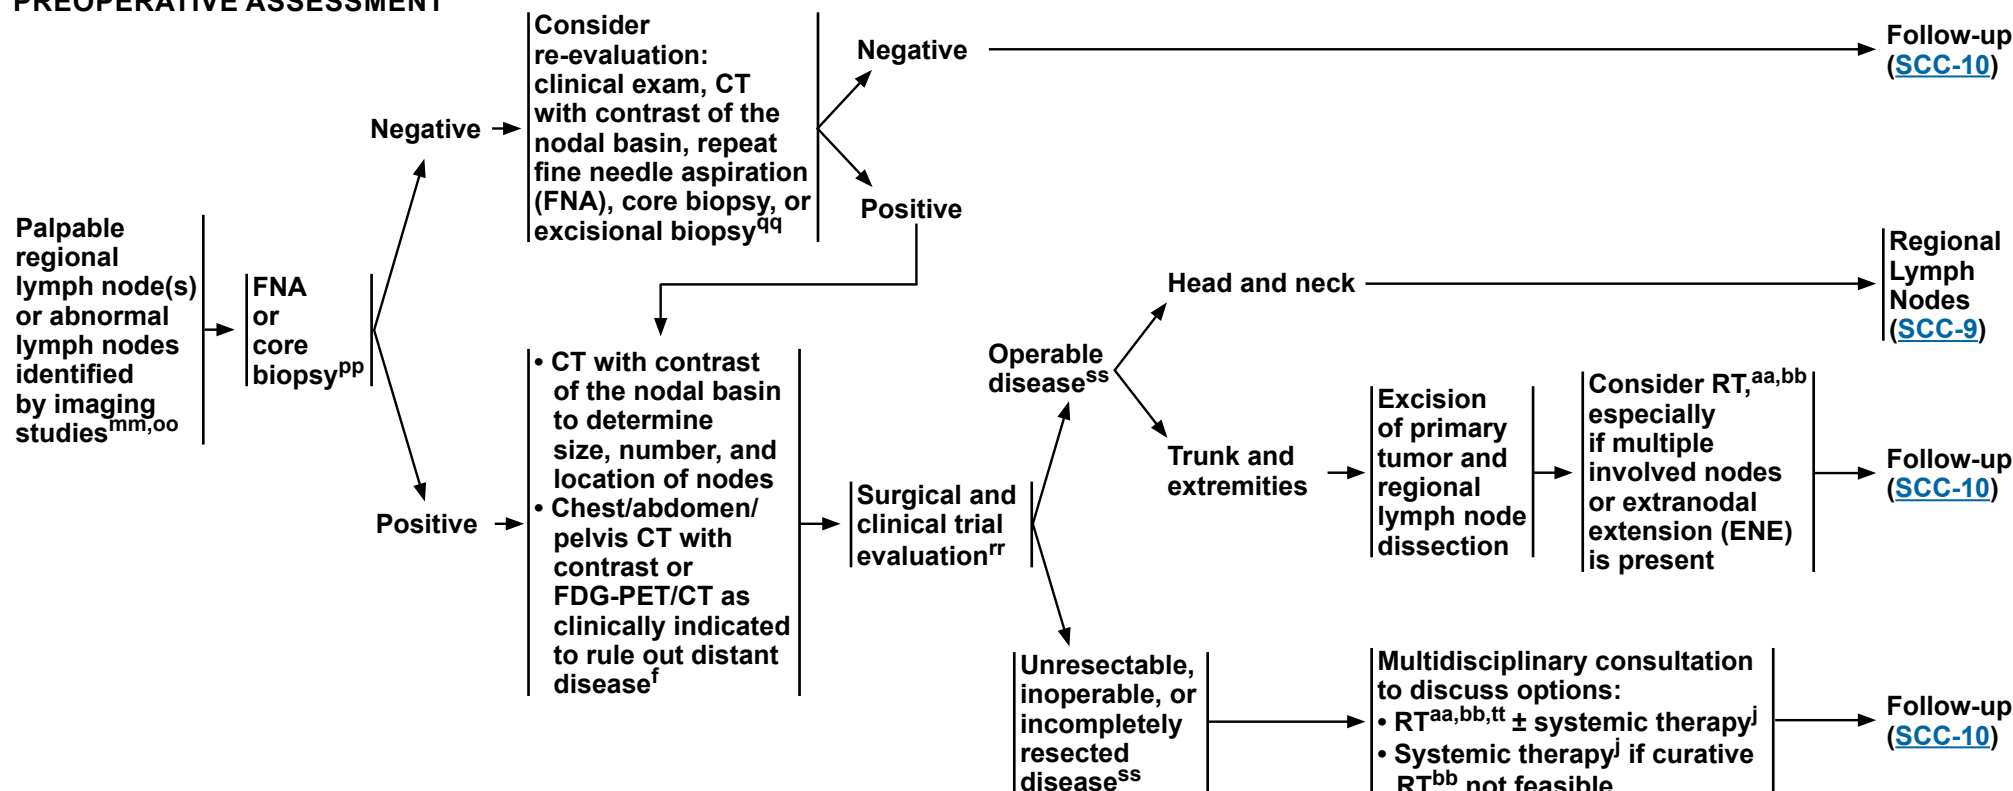 PREOPERATIVE ASSESSMENT
Palpable
regional
lymph node(s)
or abnormal
lymph nodes
identified
by imaging
studiesmm,oo
FNA
or
core
biopsypp
Negative
Consider
re-evaluation:
clinical exam, CT
with contrast of the
nodal basin, repeat
fine needle aspiration
(FNA), core biopsy, or
excisional biopsyqq
Negative
Follow-up
(SCC-10)
Positive
Positive
• CT with contrast
of the nodal basin
to determine
size, number, and
location of nodes
• Chest/abdomen/
pelvis CT with
contrast or
FDG-PET/CT as
clinically indicated
to rule out distant
diseasef
Surgical and
clinical trial
evaluationrr
Operable
diseasess
Head and neck
Regional
Lymph
Nodes
(SCC-9)
Trunk and
extremities
Excision
of primary
tumor and
regional
lymph node
dissection
Consider RT,aa,bb
especially
if multiple
involved nodes
or extranodal
extension (ENE)
is present
Follow-up
(SCC-10)
Unresectable,
inoperable, or
incompletely
resected
diseasess
Multidisciplinary consultation
to discuss options:
• RTaa,bb,tt ± systemic therapyj
• Systemic therapyj if curative
RTbb not feasible
Follow-up
(SCC-10)